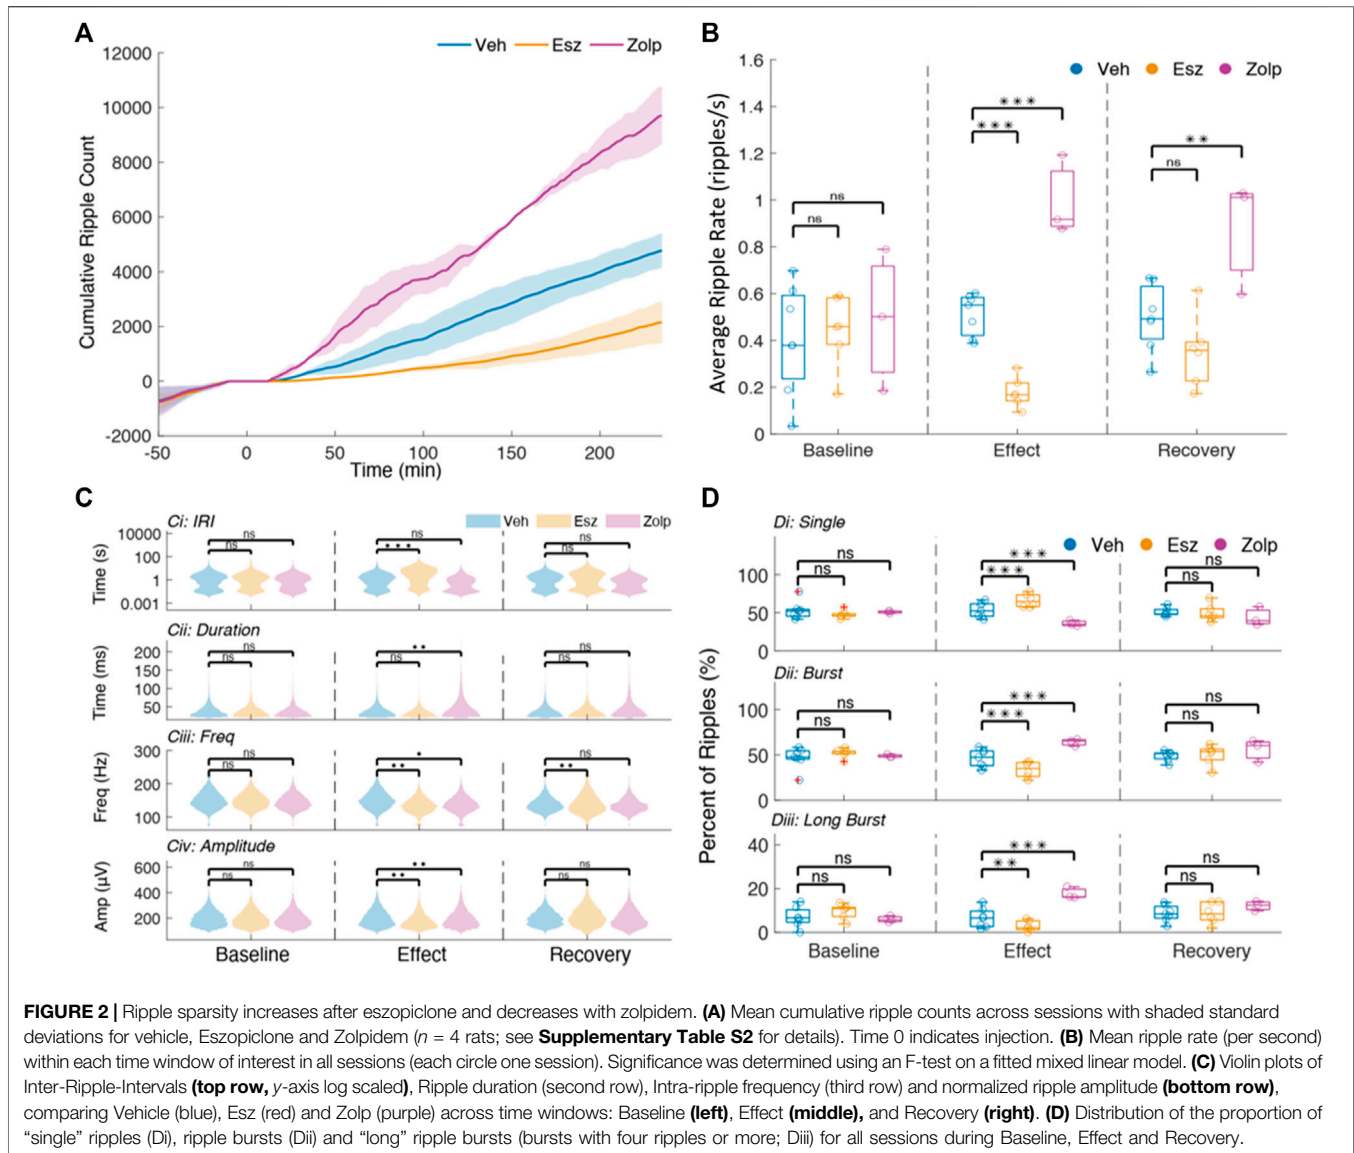 A
Veh Esz Zolp
12000
10000
8000
6000
4000
2000
0
-2000
Cumulative Ripple Count
-50 0 50 100 150 200
Time (min)
B
Veh Esz Zolp
1.6
1.4
1.2
1
0.8
0.6
0.4
0.2
0
Average Ripple Rate (ripples/s)
ns
ns
***
***
**
ns
Baseline Effect Recovery
C
Ci: IRI
Veh Esz Zolp
10000
100
1
0.001
Time (s)
ns ns ns
ns *** ns
Cii: Duration
200
150
100
50
Time (ms)
ns ** ns
ns ns ns
Ciii: Freq
300
200
100
Freq (Hz)
ns * ns
ns ** **
Civ: Amplitude
600
400
200
Amp (µV)
ns ** ns
ns ** ns
Baseline Effect Recovery
D
Percent of Ripples (%)
Di: Single
Veh Esz Zolp
100
50
0
ns *** ns
ns *** ns
Dii: Burst
100
50
0
ns *** ns
ns *** ns
Diii: Long Burst
40
20
0
ns *** ns
ns ** ns
Baseline Effect Recovery
FIGURE 2 | Ripple sparsity increases after eszopiclone and decreases with zolpidem. (A) Mean cumulative ripple counts across sessions with shaded standard
deviations for vehicle, Eszopiclone and Zolpidem (n = 4 rats; see Supplementary Table S2 for details). Time 0 indicates injection. (B) Mean ripple rate (per second)
within each time window of interest in all sessions (each circle one session). Significance was determined using an F-test on a fitted mixed linear model. (C) Violin plots of
Inter-Ripple-Intervals (top row, y-axis log scaled), Ripple duration (second row), Intra-ripple frequency (third row) and normalized ripple amplitude (bottom row),
comparing Vehicle (blue), Esz (red) and Zolp (purple) across time windows: Baseline (left), Effect (middle), and Recovery (right). (D) Distribution of the proportion of
“single” ripples (Di), ripple bursts (Dii) and “long” ripple bursts (bursts with four ripples or more; Diii) for all sessions during Baseline, Effect and Recovery.